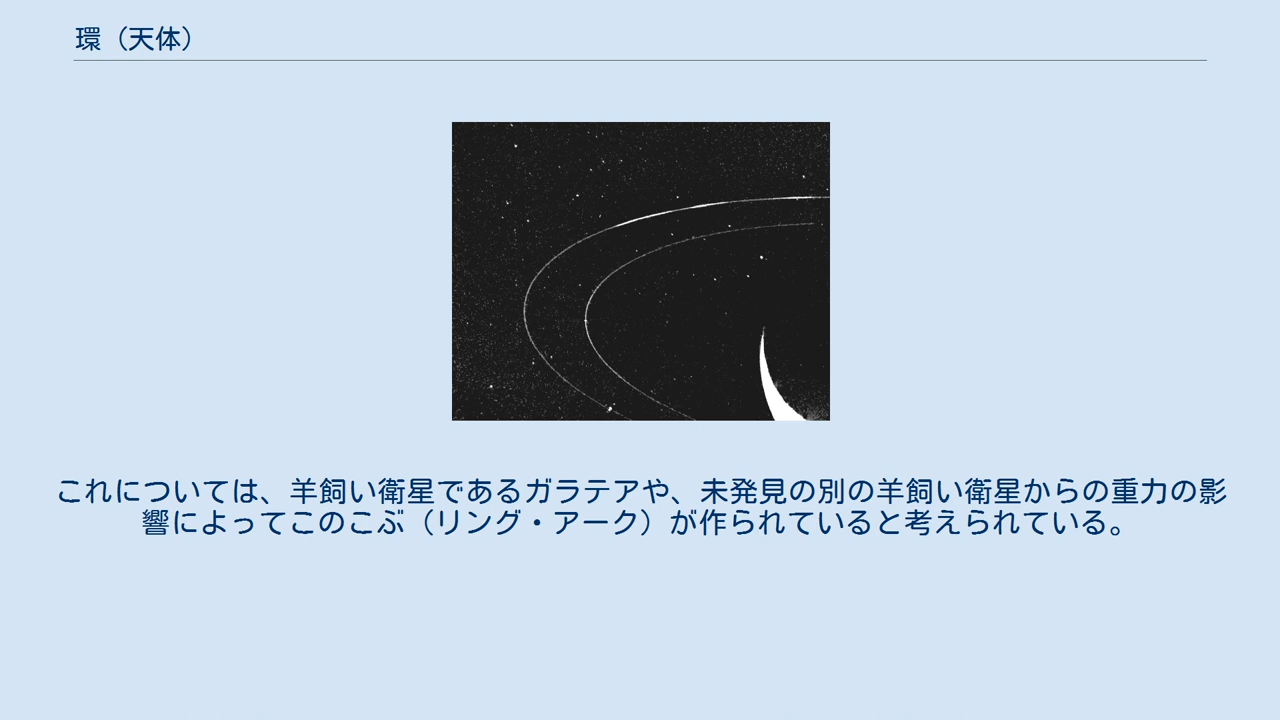 環（天体）
これについては、羊飼い衛星であるガラテアや、未発見の別の羊飼い衛星からの重力の影
響によってこのこぶ（リング・アーク）が作られていると考えられている。